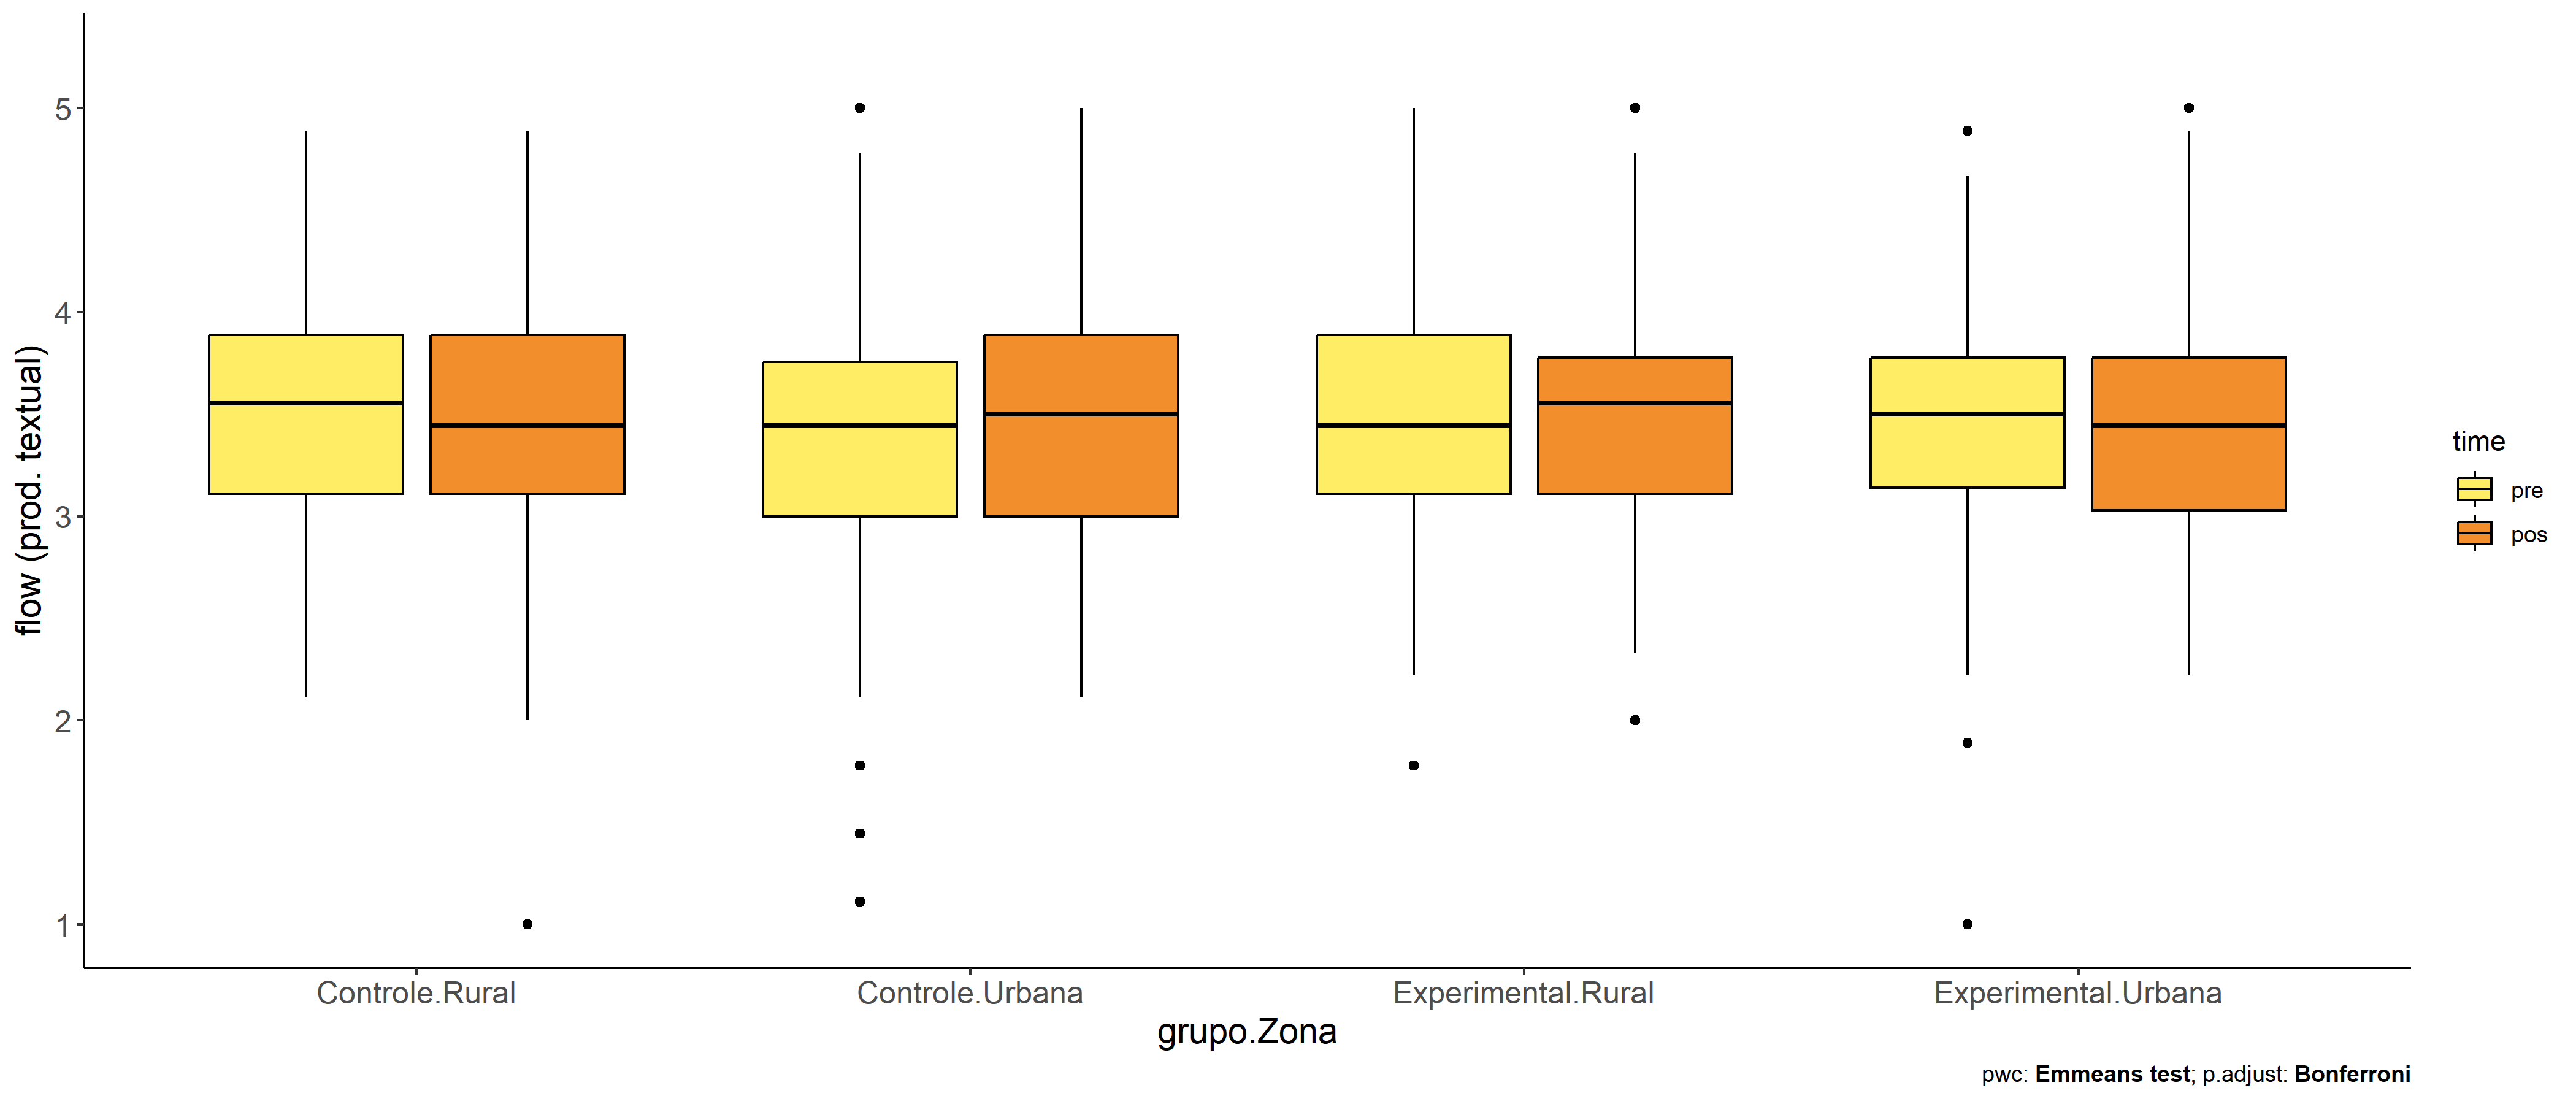 flow (prod. textual)
5
4
3
2
1
Controle.Rural
Controle.Urbana
Experimental.Rural
Experimental.Urbana
grupo.Zona
time
pre
pos
pwc: Emmeans test; p.adjust: Bonferroni